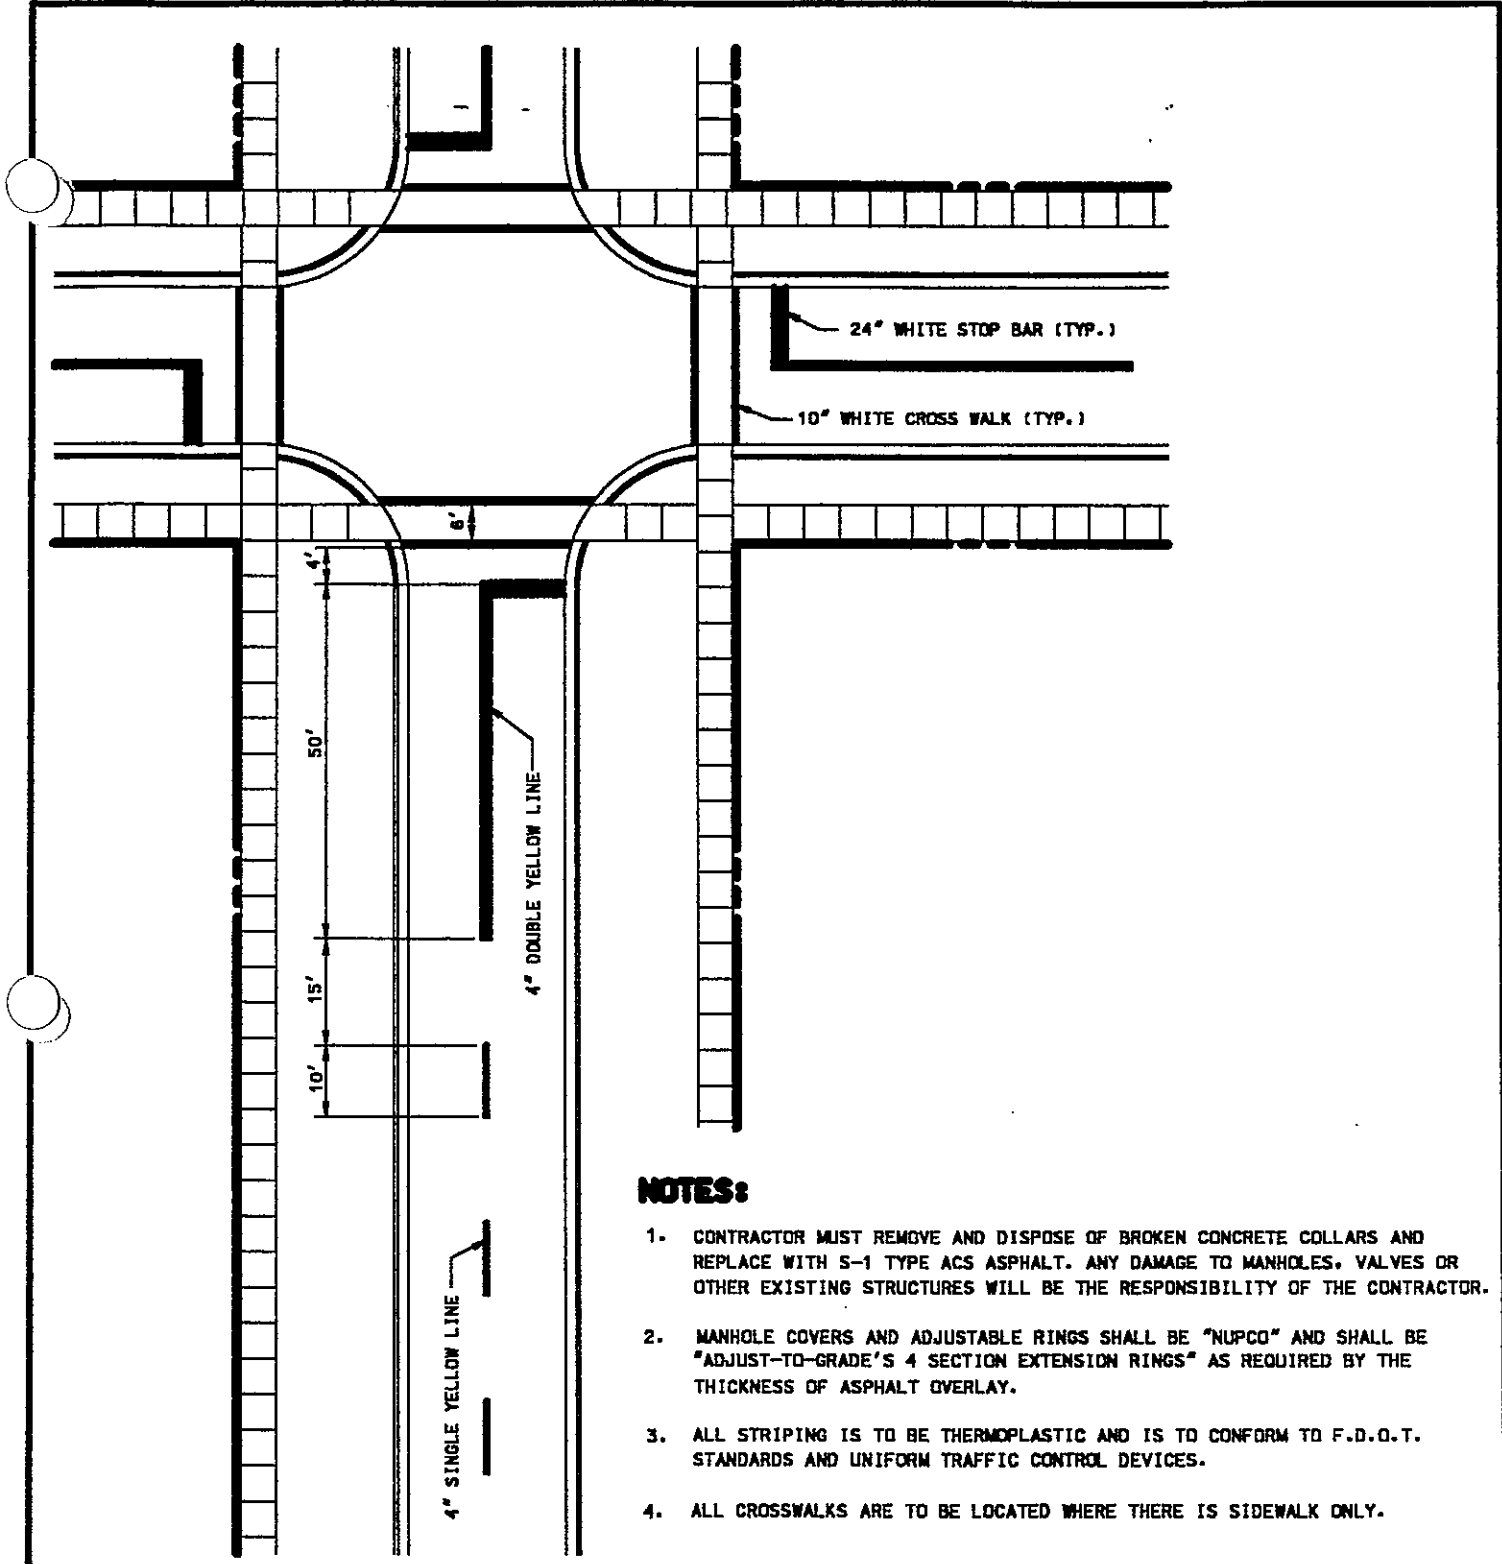 24" WHITE STOP BAR (TYP.)
10" WHITE CROSS WALK (TYP.)
6'
4'
50'
4" DOUBLE YELLOW LINE
15'
10'
4" SINGLE YELLOW LINE
NOTES:
1. CONTRACTOR MUST REMOVE AND DISPOSE OF BROKEN CONCRETE COLLARS AND
REPLACE WITH S-1 TYPE ACS ASPHALT. ANY DAMAGE TO MANHOLES, VALVES OR
OTHER EXISTING STRUCTURES WILL BE THE RESPONSIBILITY OF THE CONTRACTOR.
2. MANHOLE COVERS AND ADJUSTABLE RINGS SHALL BE "NUPCO" AND SHALL BE
"ADJUST-TO-GRADE'S 4 SECTION EXTENSION RINGS" AS REQUIRED BY THE
THICKNESS OF ASPHALT OVERLAY.
3. ALL STRIPING IS TO BE THERMOPLASTIC AND IS TO CONFORM TO F.D.O.T.
STANDARDS AND UNIFORM TRAFFIC CONTROL DEVICES.
4. ALL CROSSWALKS ARE TO BE LOCATED WHERE THERE IS SIDEWALK ONLY.